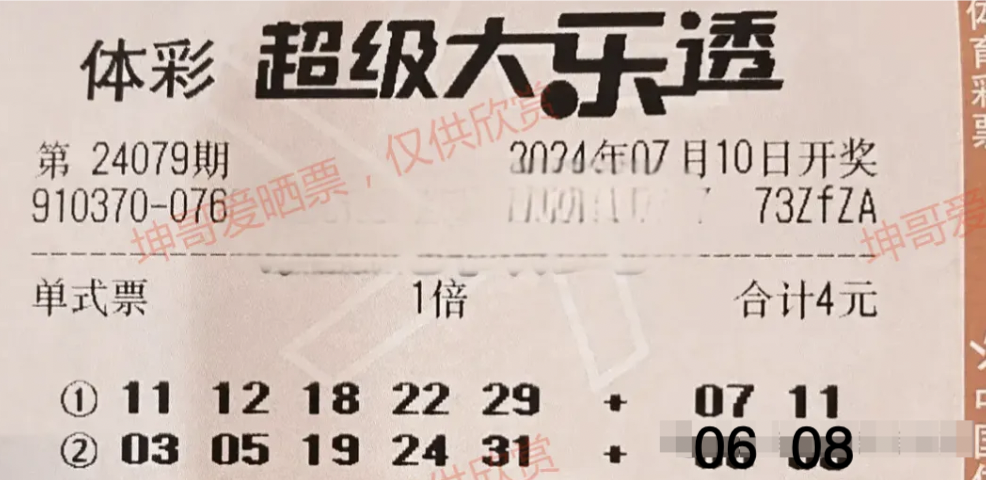 体彩 超级大乐透
第 24079期 2024年07月10日开奖
910370-076 73ZfZA
单式票 1倍 合计4元
① 11 12 18 22 29 + 07 11
② 03 05 19 24 31 + 06 08
坤哥爱晒票，仅供欣赏
坤哥爱
仅供欣赏
体育彩票
中国